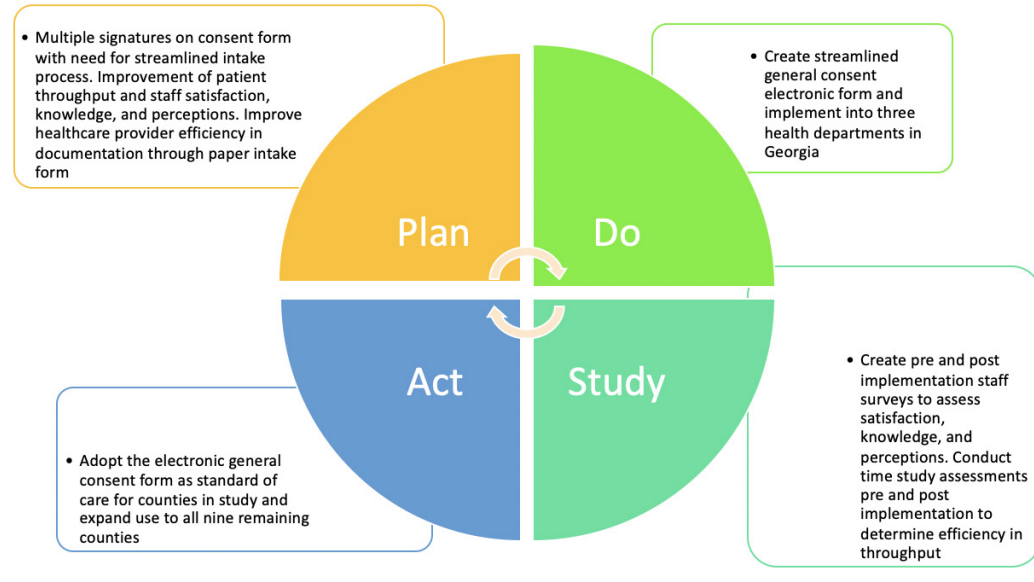 • Multiple signatures on consent form
with need for streamlined intake
process. Improvement of patient
throughput and staff satisfaction,
knowledge, and perceptions. Improve
healthcare provider efficiency in
documentation through paper intake
form
• Create streamlined
general consent
electronic form and
implement into three
health departments in
Georgia
Plan
Do
Act
Study
• Adopt the electronic general
consent form as standard of
care for counties in study and
expand use to all nine remaining
counties
• Create pre and post
implementation staff
surveys to assess
satisfaction,
knowledge, and
perceptions. Conduct
time study assessments
pre and post
implementation to
determine efficiency in
throughput